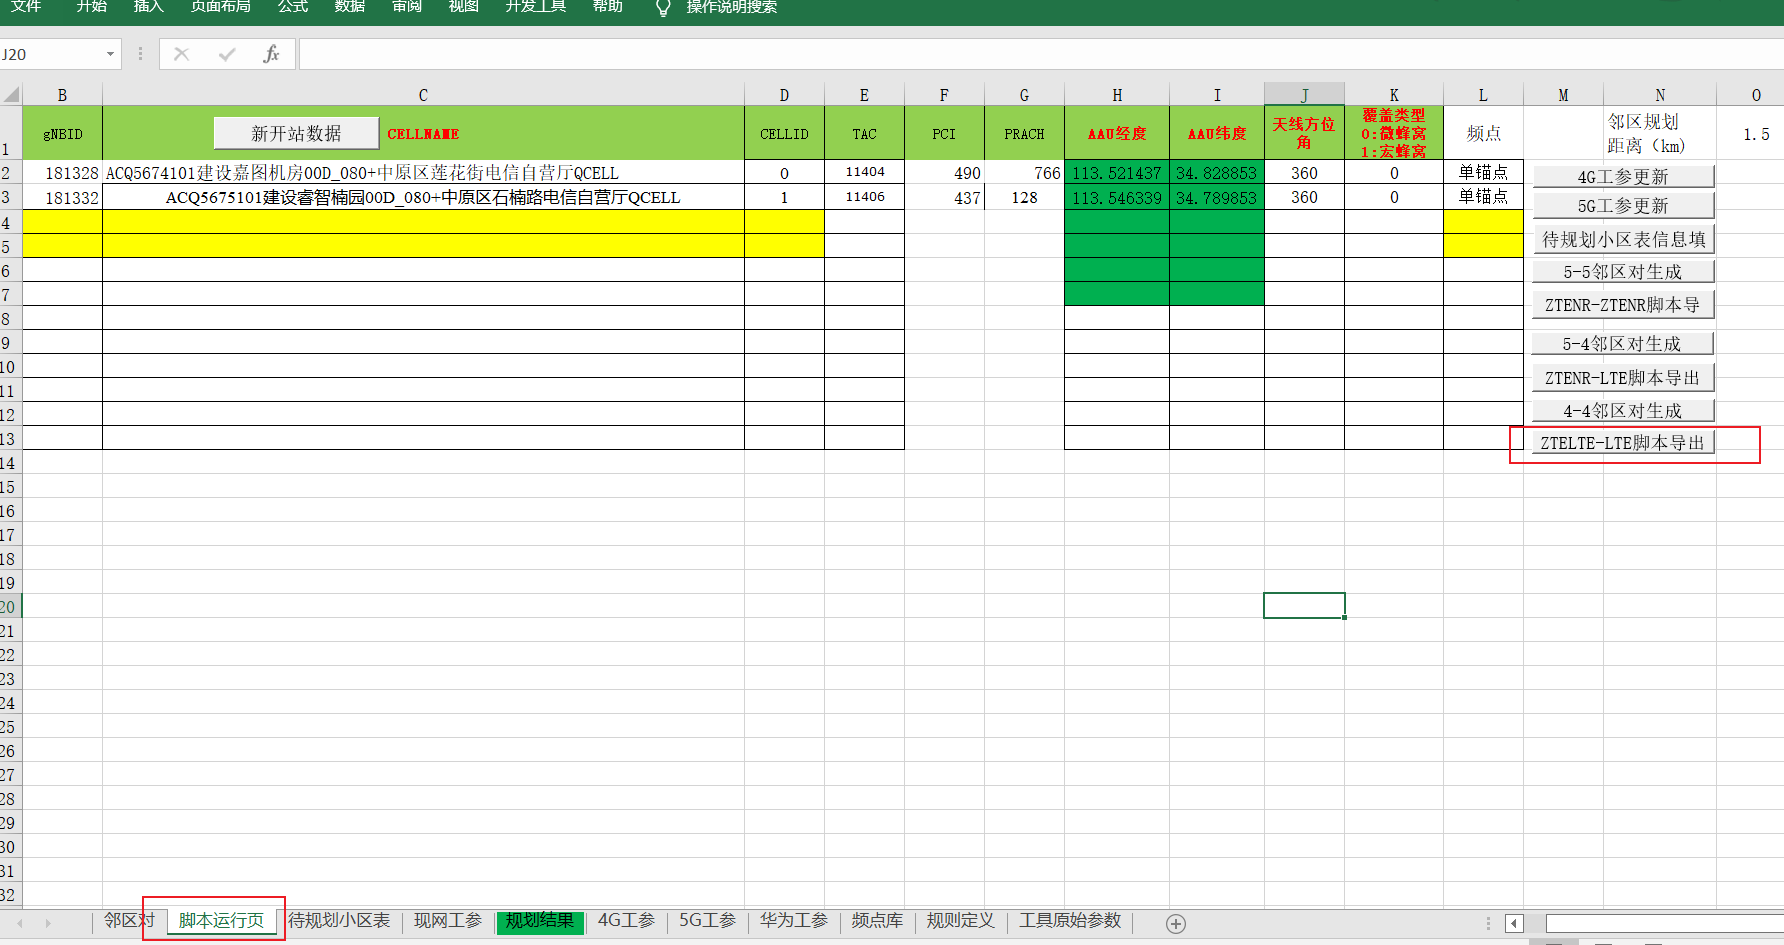 文件 开始 插入 页面布局 公式 数据 审阅 视图 开发工具 帮助 操作说明搜索
J20 fx
B C D E F G H I J K L M N O
1 gNBID 新开站数据 CELLNAME CELLID TAC PCI PRACH AAU经度 AAU纬度 天线方位角 覆盖类型 0:微蜂窝 1:宏蜂窝 频点 邻区规划距离（km) 1.5
2 181328 ACQ5674101建设嘉图机房00D_080+中原区莲花街电信自营厅QCELL 0 11404 490 766 113.521437 34.828853 360 0 单锚点 4G工参更新
3 181332 ACQ5675101建设睿智楠园00D_080+中原区石楠路电信自营厅QCELL 1 11406 437 128 113.546339 34.789853 360 0 单锚点 5G工参更新
4
5 待规划小区表信息填
6 5-5邻区对生成
7 ZTENR-ZTENR脚本导
8
9 5-4邻区对生成
10
11 ZTENR-LTE脚本导出
12 4-4邻区对生成
13 ZTELTE-LTE脚本导出
14
15
16
17
18
19
20
21
22
23
24
25
26
27
28
29
30
31
32
邻区对 脚本运行页 待规划小区表 现网工参 规划结果 4G工参 5G工参 华为工参 频点库 规则定义 工具原始参数